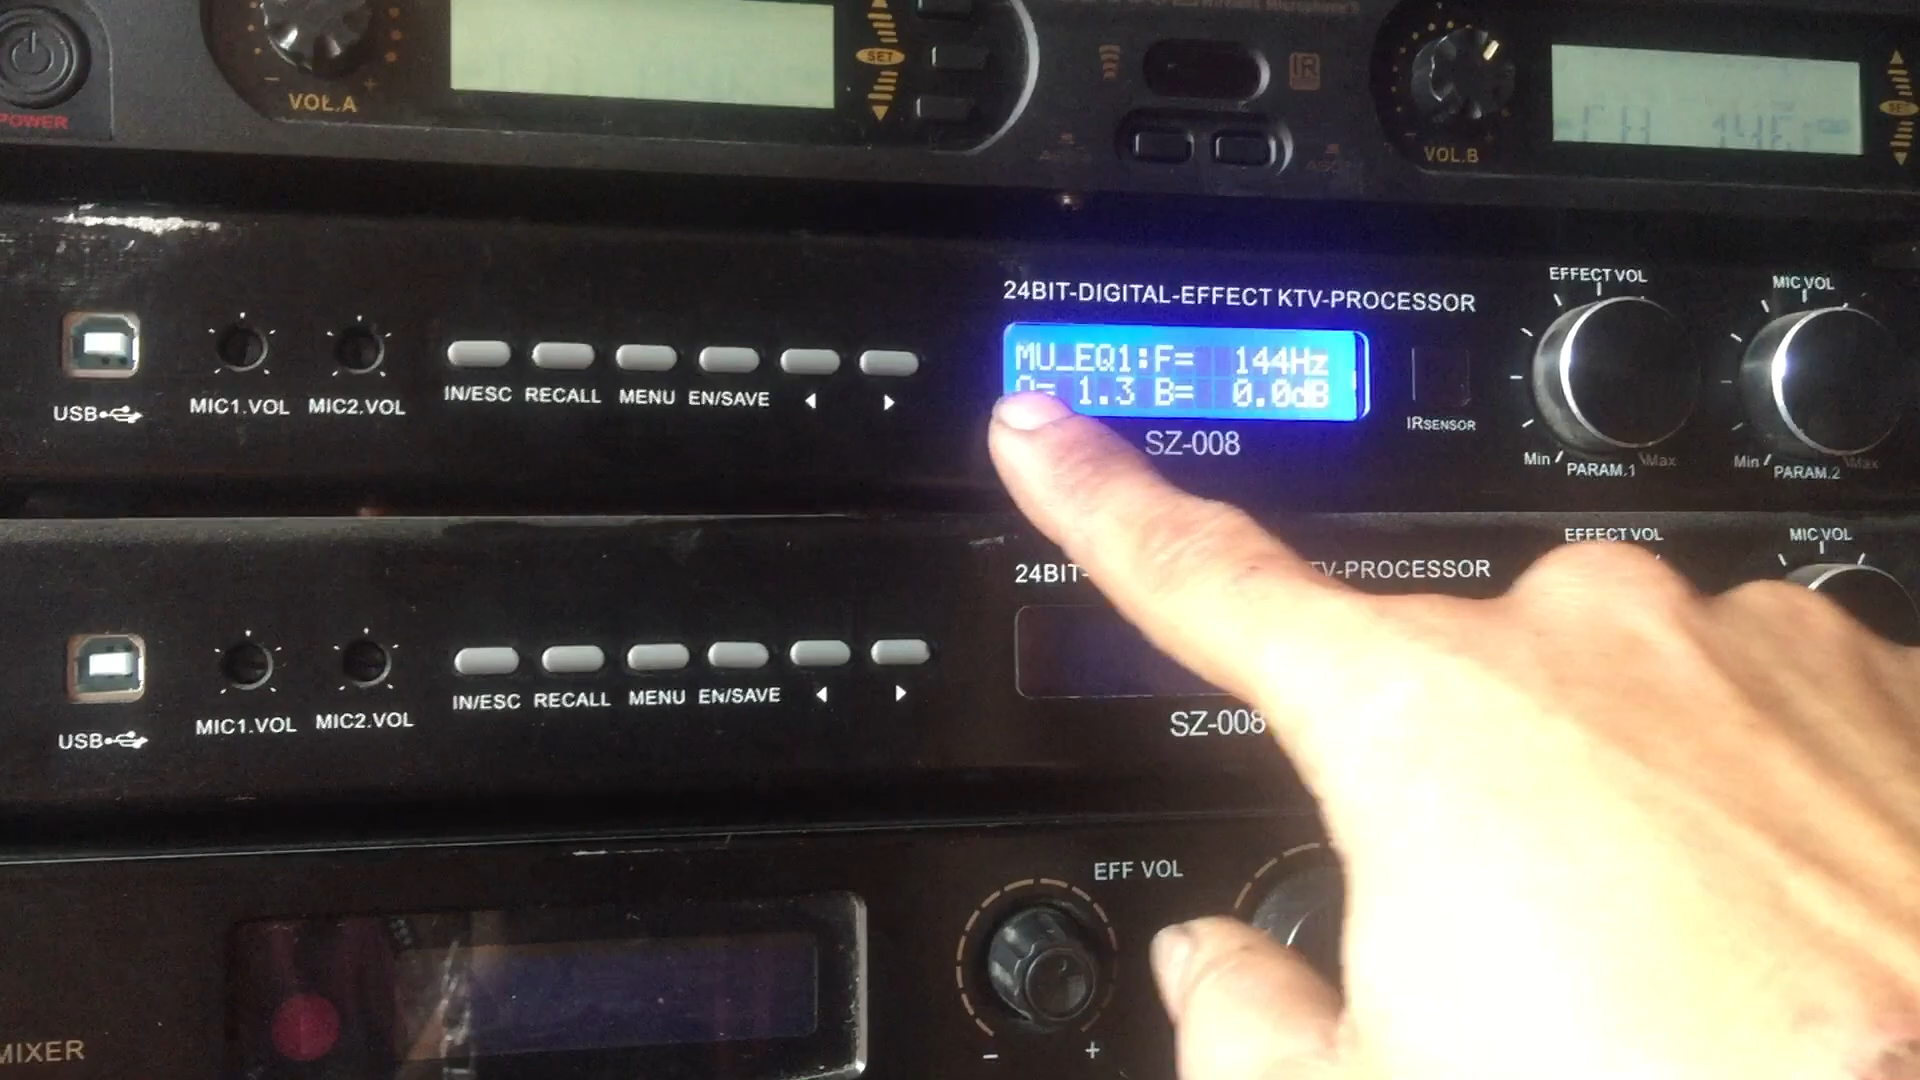 VOL.A
SET
IR
VOL.B
SET
POWER
24BIT-DIGITAL-EFFECT KTV-PROCESSOR
EFFECT VOL
MIC VOL
MU_EQ1:F= 144Hz
Q= 1.3 B= 0.0dB
USB
MIC1.VOL
MIC2.VOL
IN/ESC
RECALL
MENU
EN/SAVE
SZ-008
IRSENSOR
Min
PARAM.1
Max
Min
PARAM.2
Max
24BIT-
TV-PROCESSOR
EFFECT VOL
MIC VOL
USB
MIC1.VOL
MIC2.VOL
IN/ESC
RECALL
MENU
EN/SAVE
SZ-008
EFF VOL
- +
MIXER